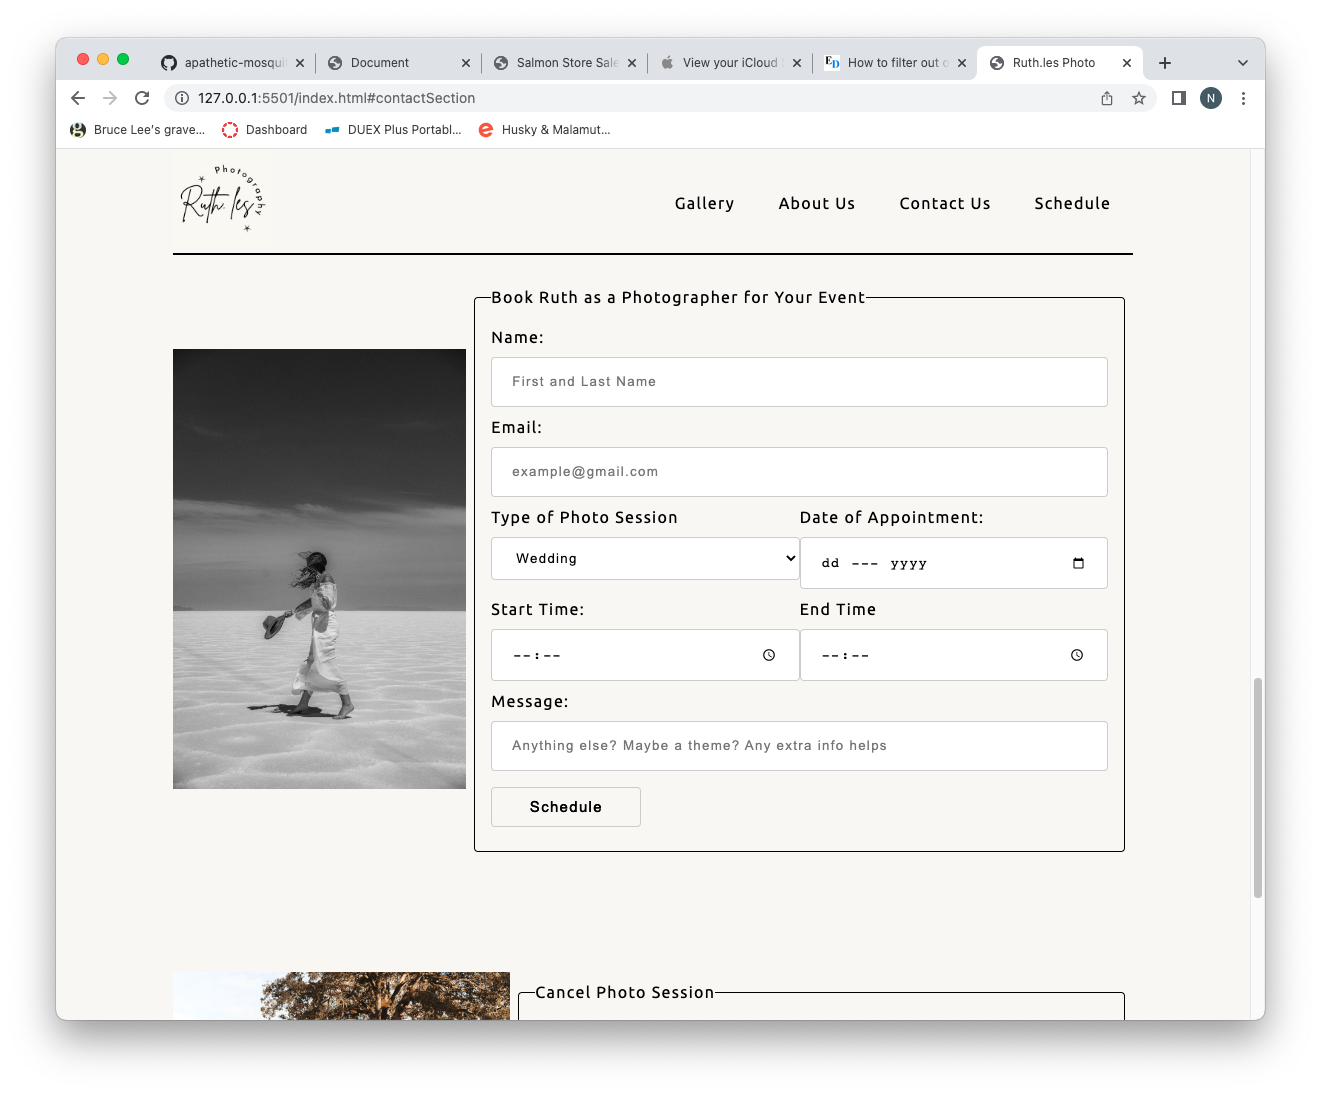 apathetic-mosqui
Document
Salmon Store Sale
View your iCloud
How to filter out o
Ruth.les Photo
127.0.0.1:5501/index.html#contactSection
N
Bruce Lee's grave...
Dashboard
DUEX Plus Portabl...
Husky & Malamut...
Photography
Ruth.les
Gallery
About Us
Contact Us
Schedule
Book Ruth as a Photographer for Your Event
Name:
First and Last Name
Email:
example@gmail.com
Type of Photo Session
Date of Appointment:
Wedding
dd --- yyyy
Start Time:
End Time
--:--
--:--
Message:
Anything else? Maybe a theme? Any extra info helps
Schedule
Cancel Photo Session